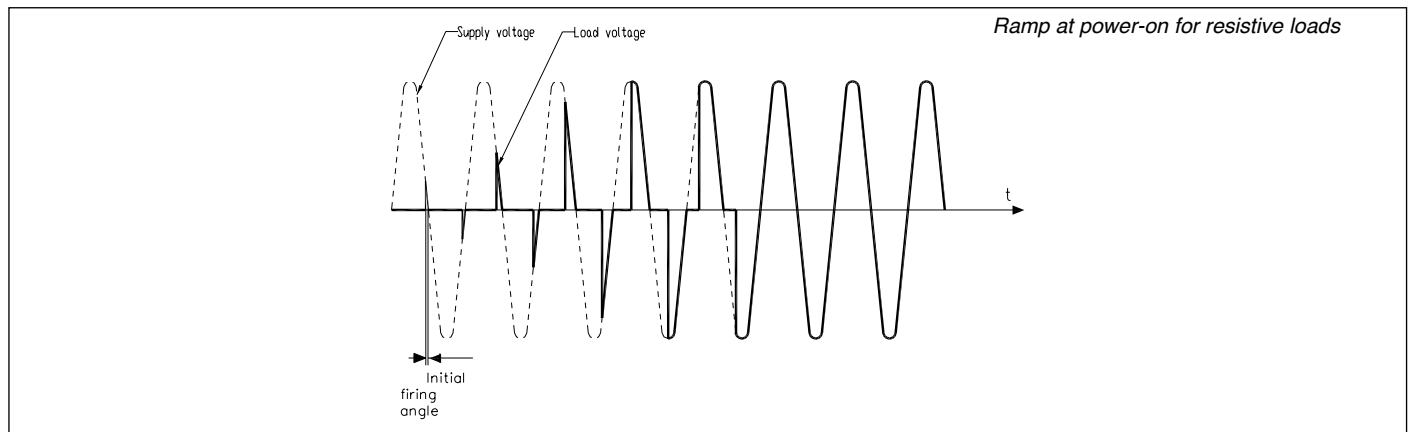 Ramp at power-on for resistive loads
Supply voltage
Load voltage
t
Initial
firing
angle